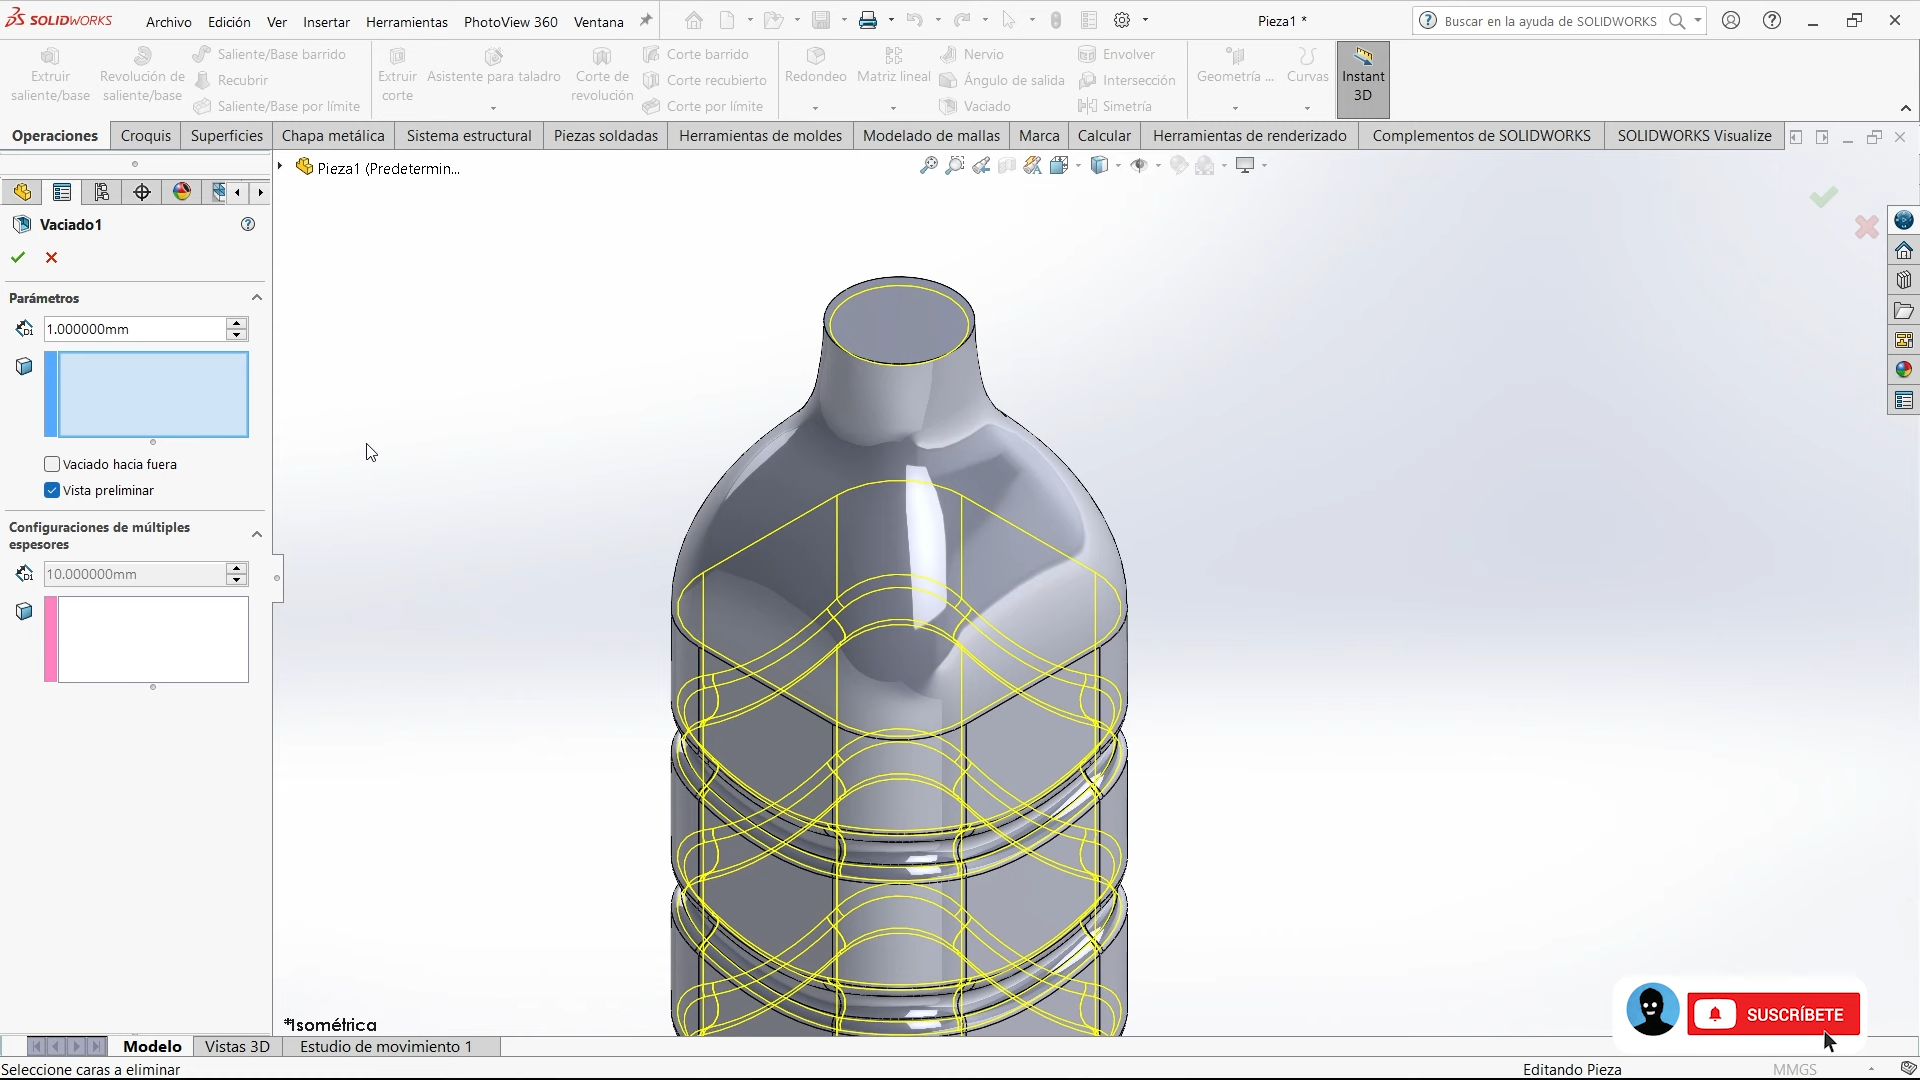 SOLIDWORKS Archivo Edición Ver Insertar Herramientas PhotoView 360 Ventana Pieza1 * Buscar en la ayuda de SOLIDWORKS
Extruir saliente/base
Revolución de saliente/base
Saliente/Base barrido
Recubrir
Saliente/Base por límite
Extruir corte
Asistente para taladro
Corte de revolución
Corte barrido
Corte recubierto
Corte por límite
Redondeo
Matriz lineal
Nervio
Ángulo de salida
Vaciado
Envolver
Intersección
Simetría
Geometría ...
Curvas
Instant 3D
Operaciones Croquis Superficies Chapa metálica Sistema estructural Piezas soldadas Herramientas de moldes Modelado de mallas Marca Calcular Herramientas de renderizado Complementos de SOLIDWORKS SOLIDWORKS Visualize
Pieza1 (Predetermin...
Vaciado1
Parámetros
1.000000mm
Vaciado hacia fuera
Vista preliminar
Configuraciones de múltiples
espesores
10.000000mm
*Isométrica
SUSCRÍBETE
Modelo Vistas 3D Estudio de movimiento 1
Seleccione caras a eliminar Editando Pieza MMGS